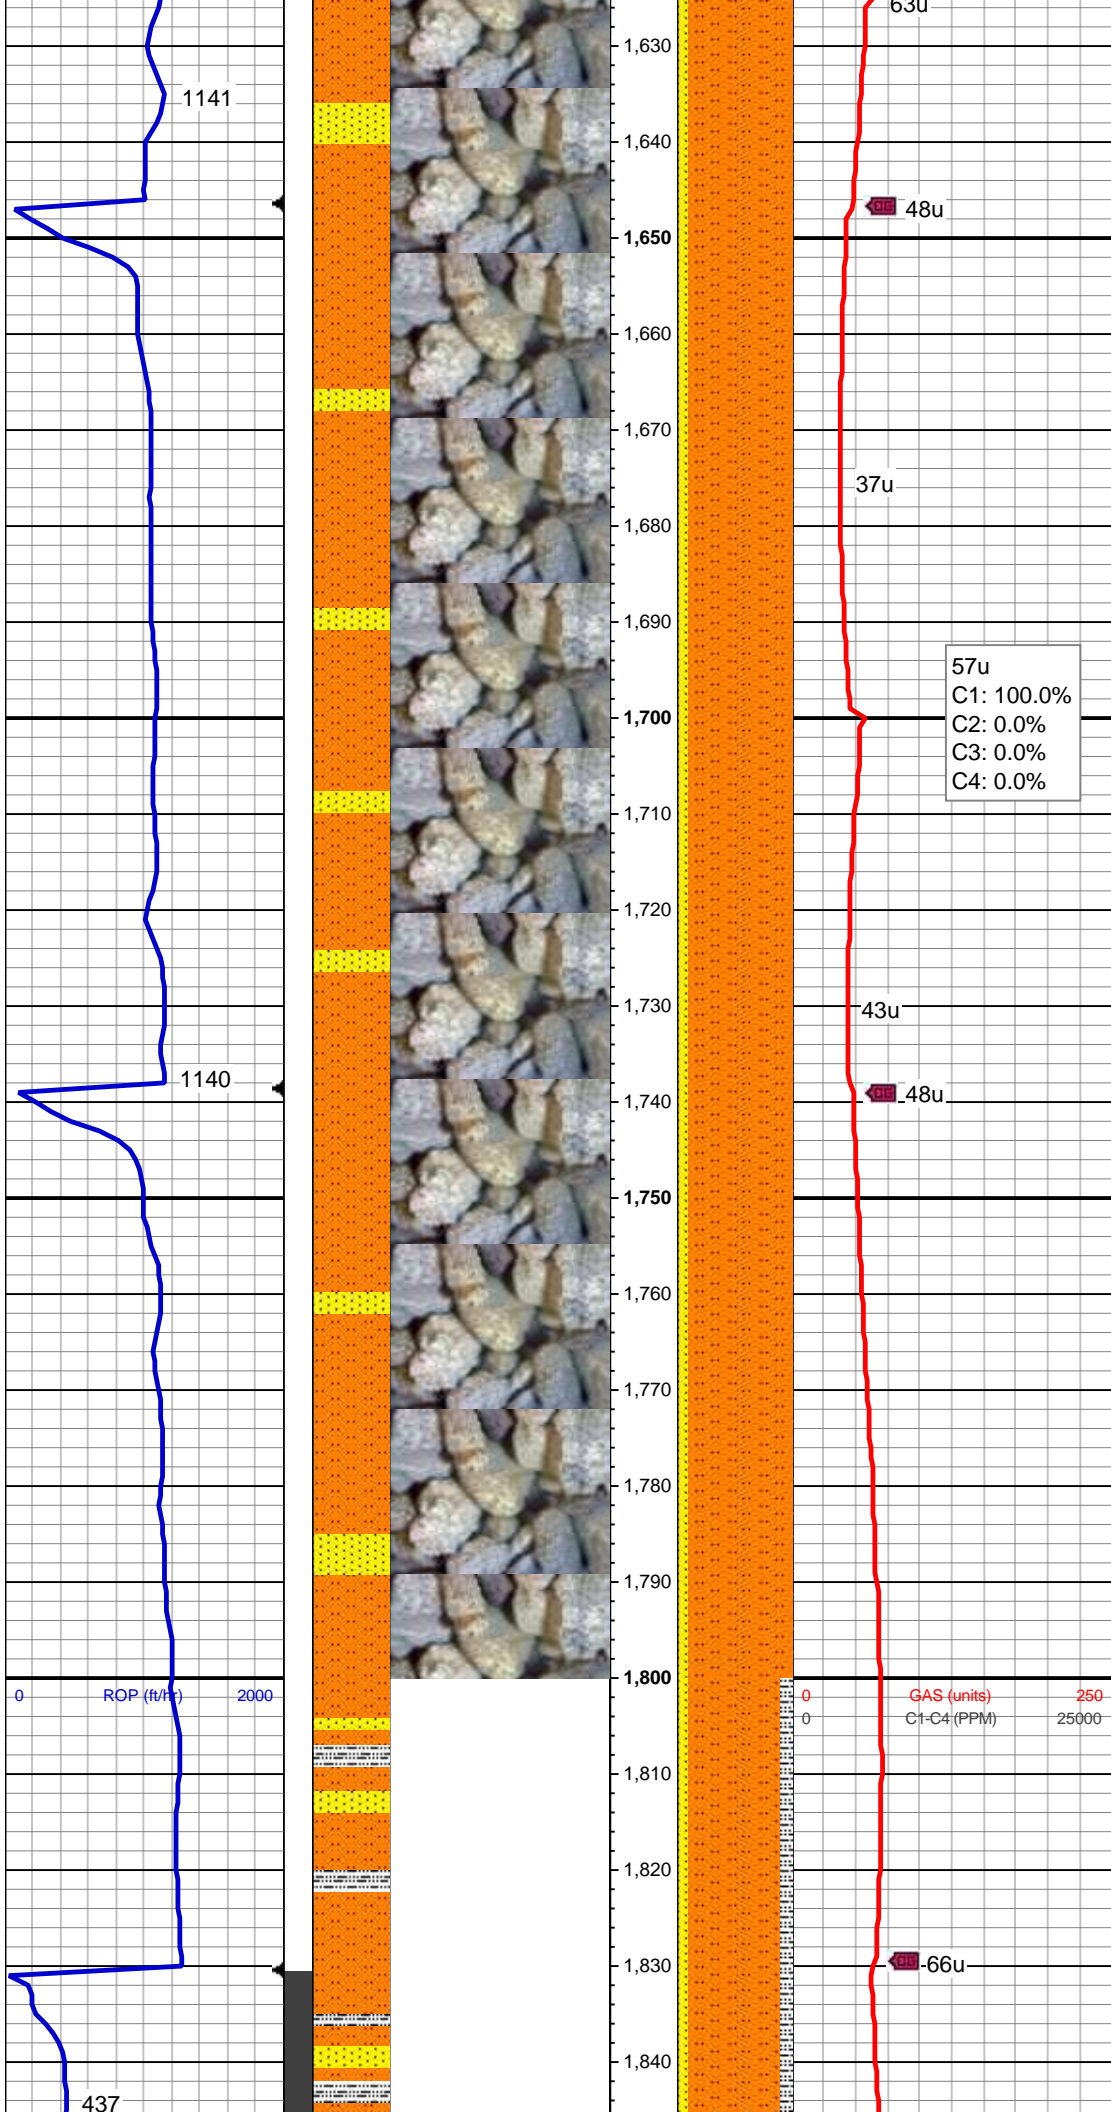 63u
1,630
1141
1,640
CG 48u
1,650
1,660
1,670
37u
1,680
1,690
57u
C1: 100.0%
C2: 0.0%
C3: 0.0%
C4: 0.0%
1,700
1,710
1,720
1,730
43u
1140
1,740
CG 48u
1,750
1,760
1,770
1,780
1,790
1,800
0 ROP (ft/hr) 2000
0 GAS (units) 250
0 C1-C4 (PPM) 25000
1,810
1,820
1,830
CG 66u
1,840
437